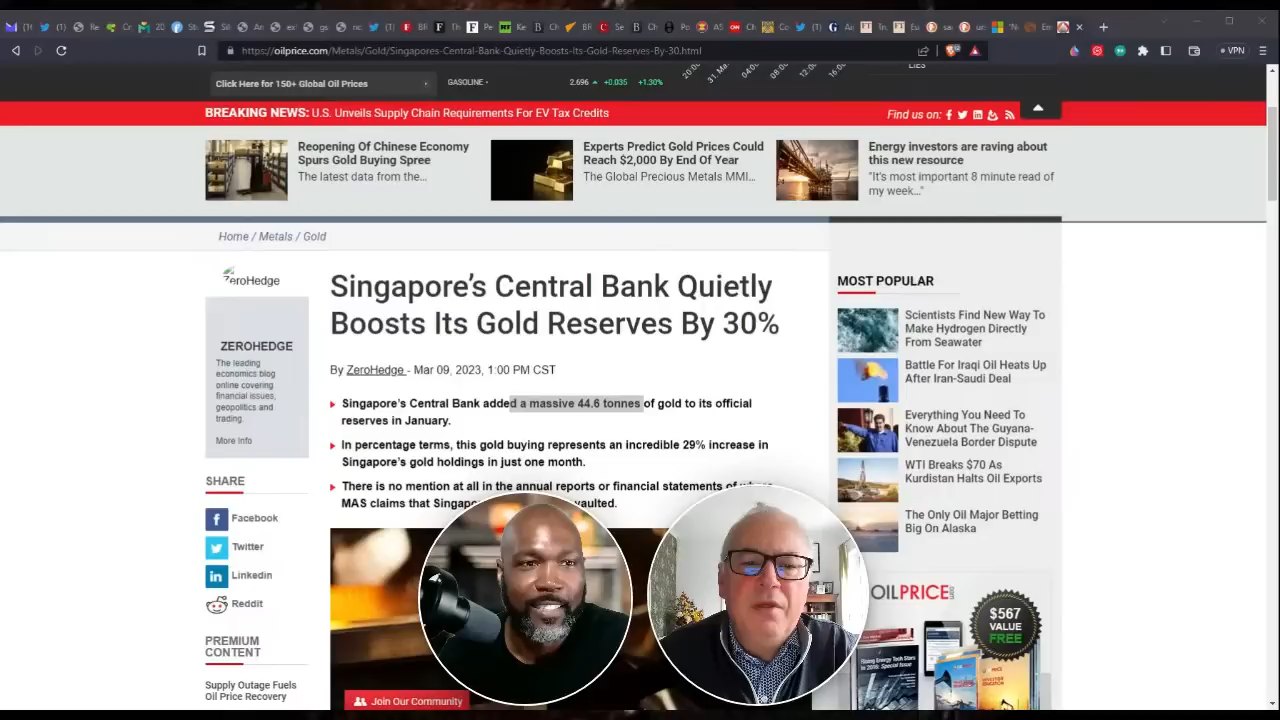 https://oilprice.com/Metals/Gold/Singapores-Central-Bank-Quietly-Boosts-Its-Gold-Reserves-By-30.html
VPN
Click Here for 150+ Global Oil Prices
GASOLINE
2.696 +0.035 +1.30%
20:00
31. Mar
04:00
08:00
12:00
16:00
BREAKING NEWS: U.S. Unveils Supply Chain Requirements For EV Tax Credits
Find us on:
Reopening Of Chinese Economy
Spurs Gold Buying Spree
The latest data from the...
Experts Predict Gold Prices Could
Reach $2,000 By End Of Year
The Global Precious Metals MMI...
Energy investors are raving about
this new resource
"It's most important 8 minute read of
my week..."
Home / Metals / Gold
ZeroHedge
ZEROHEDGE
The leading
economics blog
online covering
financial issues,
geopolitics and
trading.
More Info
SHARE
Facebook
Twitter
Linkedin
Reddit
PREMIUM
CONTENT
Supply Outage Fuels
Oil Price Recovery
Singapore's Central Bank Quietly
Boosts Its Gold Reserves By 30%
By ZeroHedge - Mar 09, 2023, 1:00 PM CST
Singapore's Central Bank added a massive 44.6 tonnes of gold to its official
reserves in January.
In percentage terms, this gold buying represents an incredible 29% increase in
Singapore's gold holdings in just one month.
There is no mention at all in the annual reports or financial statements of
MAS claims that vaulted.
Join Our Community
MOST POPULAR
Scientists Find New Way To
Make Hydrogen Directly
From Seawater
Battle For Iraqi Oil Heats Up
After Iran-Saudi Deal
Everything You Need To
Know About The Guyana-
Venezuela Border Dispute
WTI Breaks $70 As
Kurdistan Halts Oil Exports
The Only Oil Major Betting
Big On Alaska
OILPRICE
$567
VALUE
FREE